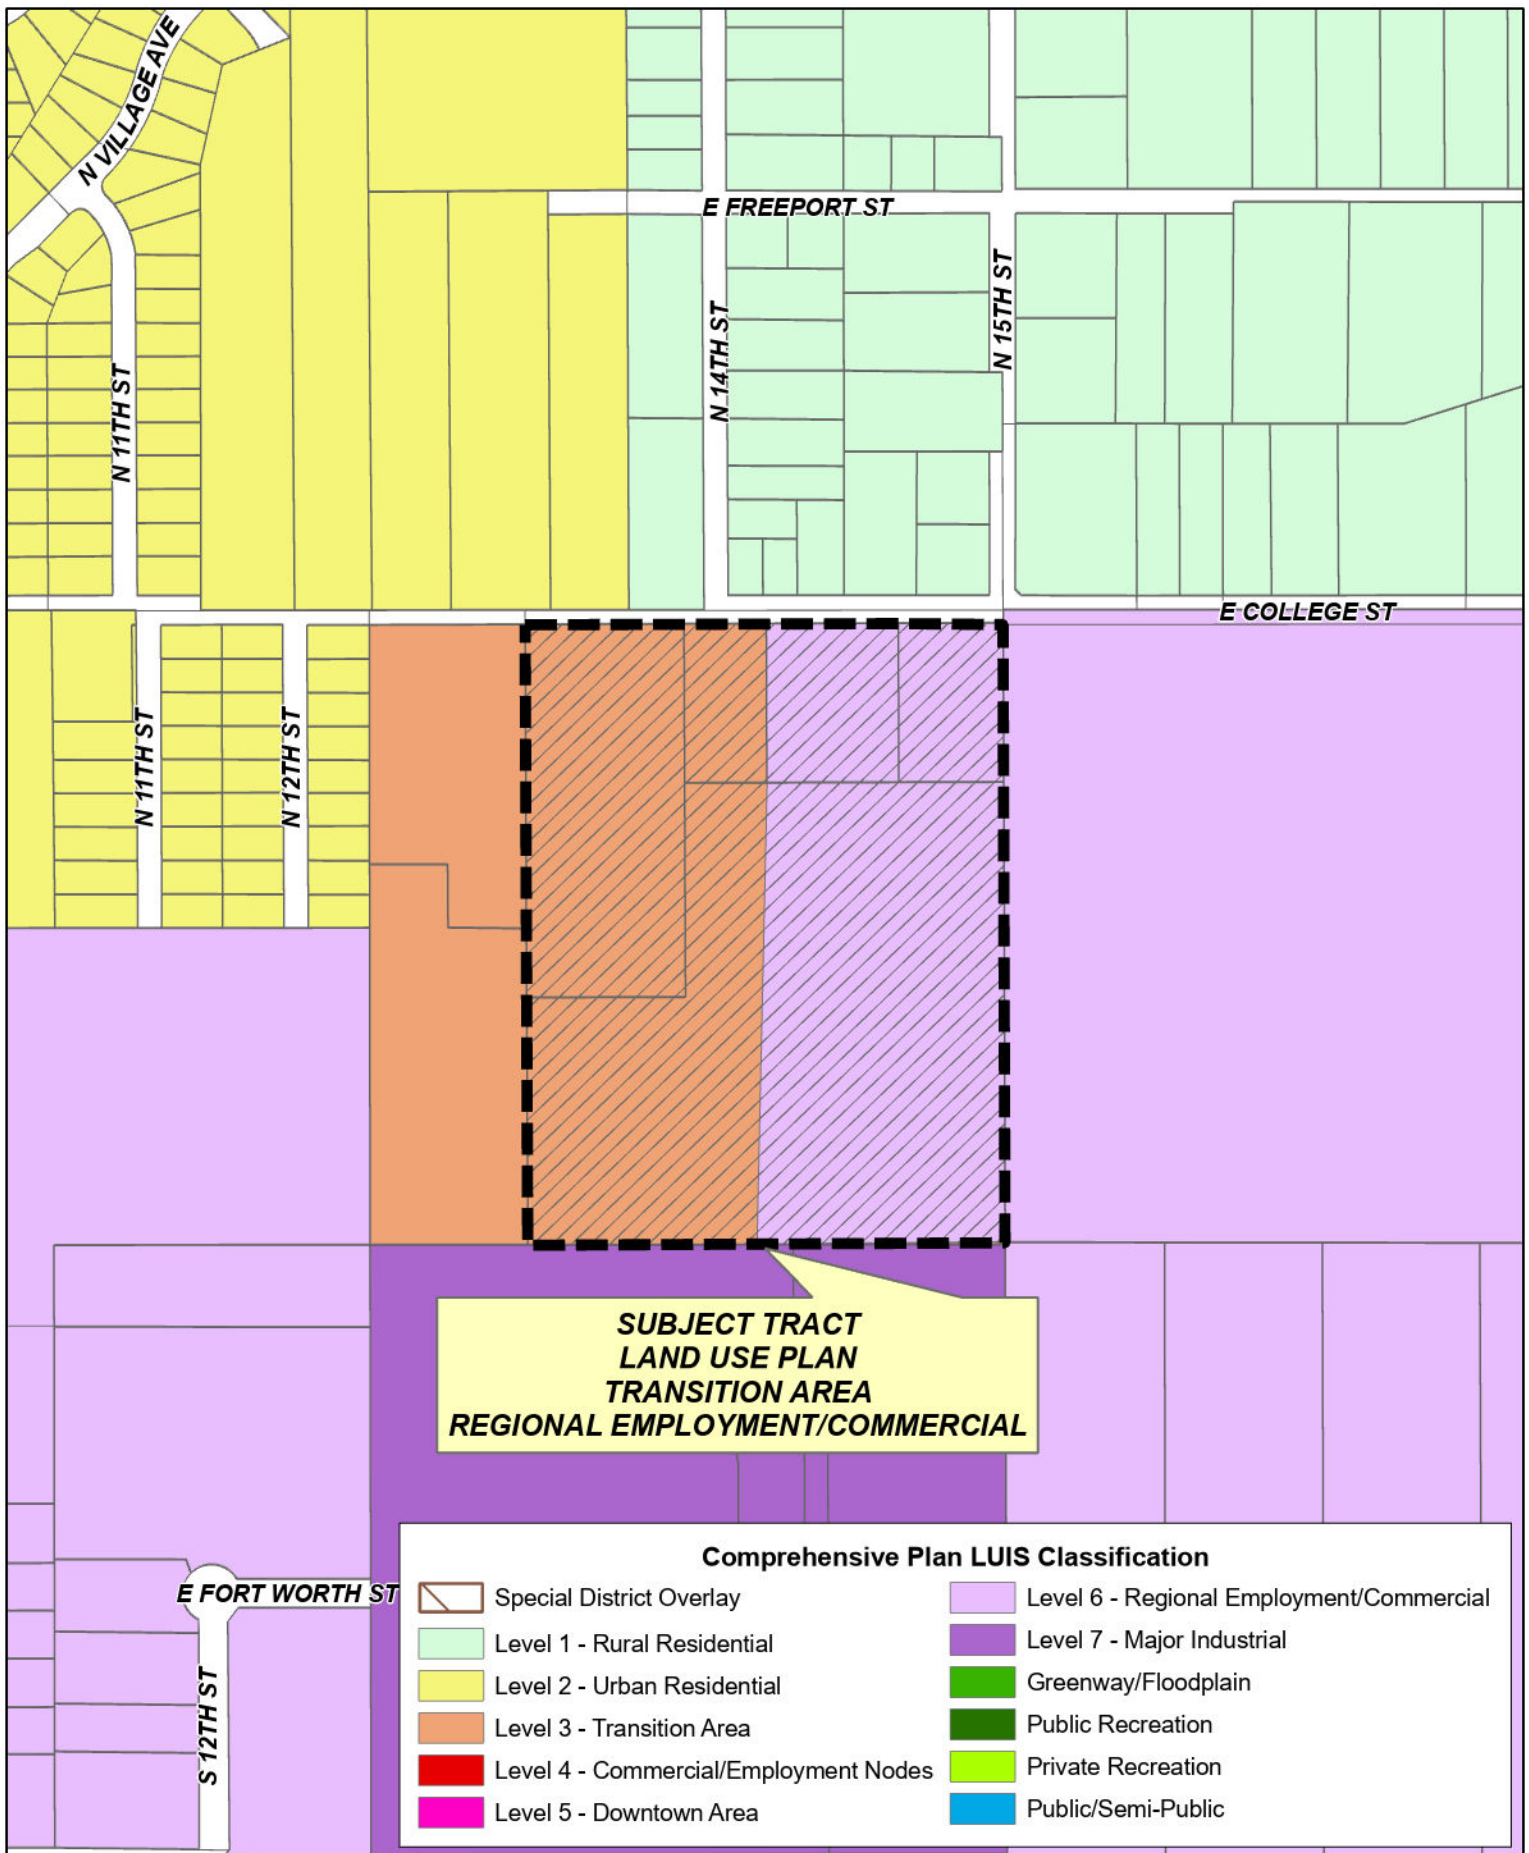 N VILLAGE AVE
E FREEPORT ST
N 15TH ST
N 14TH ST
N 11TH ST
E COLLEGE ST
N 11TH ST
N 12TH ST
SUBJECT TRACT
LAND USE PLAN
TRANSITION AREA
REGIONAL EMPLOYMENT/COMMERCIAL
E FORT WORTH ST
S 12TH ST
Comprehensive Plan LUIS Classification
Special District Overlay
Level 1 - Rural Residential
Level 2 - Urban Residential
Level 3 - Transition Area
Level 4 - Commercial/Employment Nodes
Level 5 - Downtown Area
Level 6 - Regional Employment/Commercial
Level 7 - Major Industrial
Greenway/Floodplain
Public Recreation
Private Recreation
Public/Semi-Public